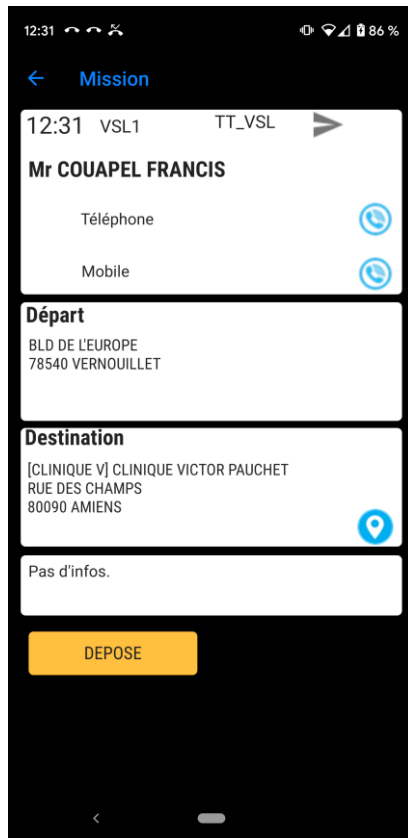 12:31 86 %
Mission
12:31 VSL1 TT_VSL
Mr COUAPEL FRANCIS
Téléphone
Mobile
Départ
BLD DE L'EUROPE
78540 VERNOUILLET
Destination
[CLINIQUE V] CLINIQUE VICTOR PAUCHET
RUE DES CHAMPS
80090 AMIENS
Pas d'infos.
DEPOSE